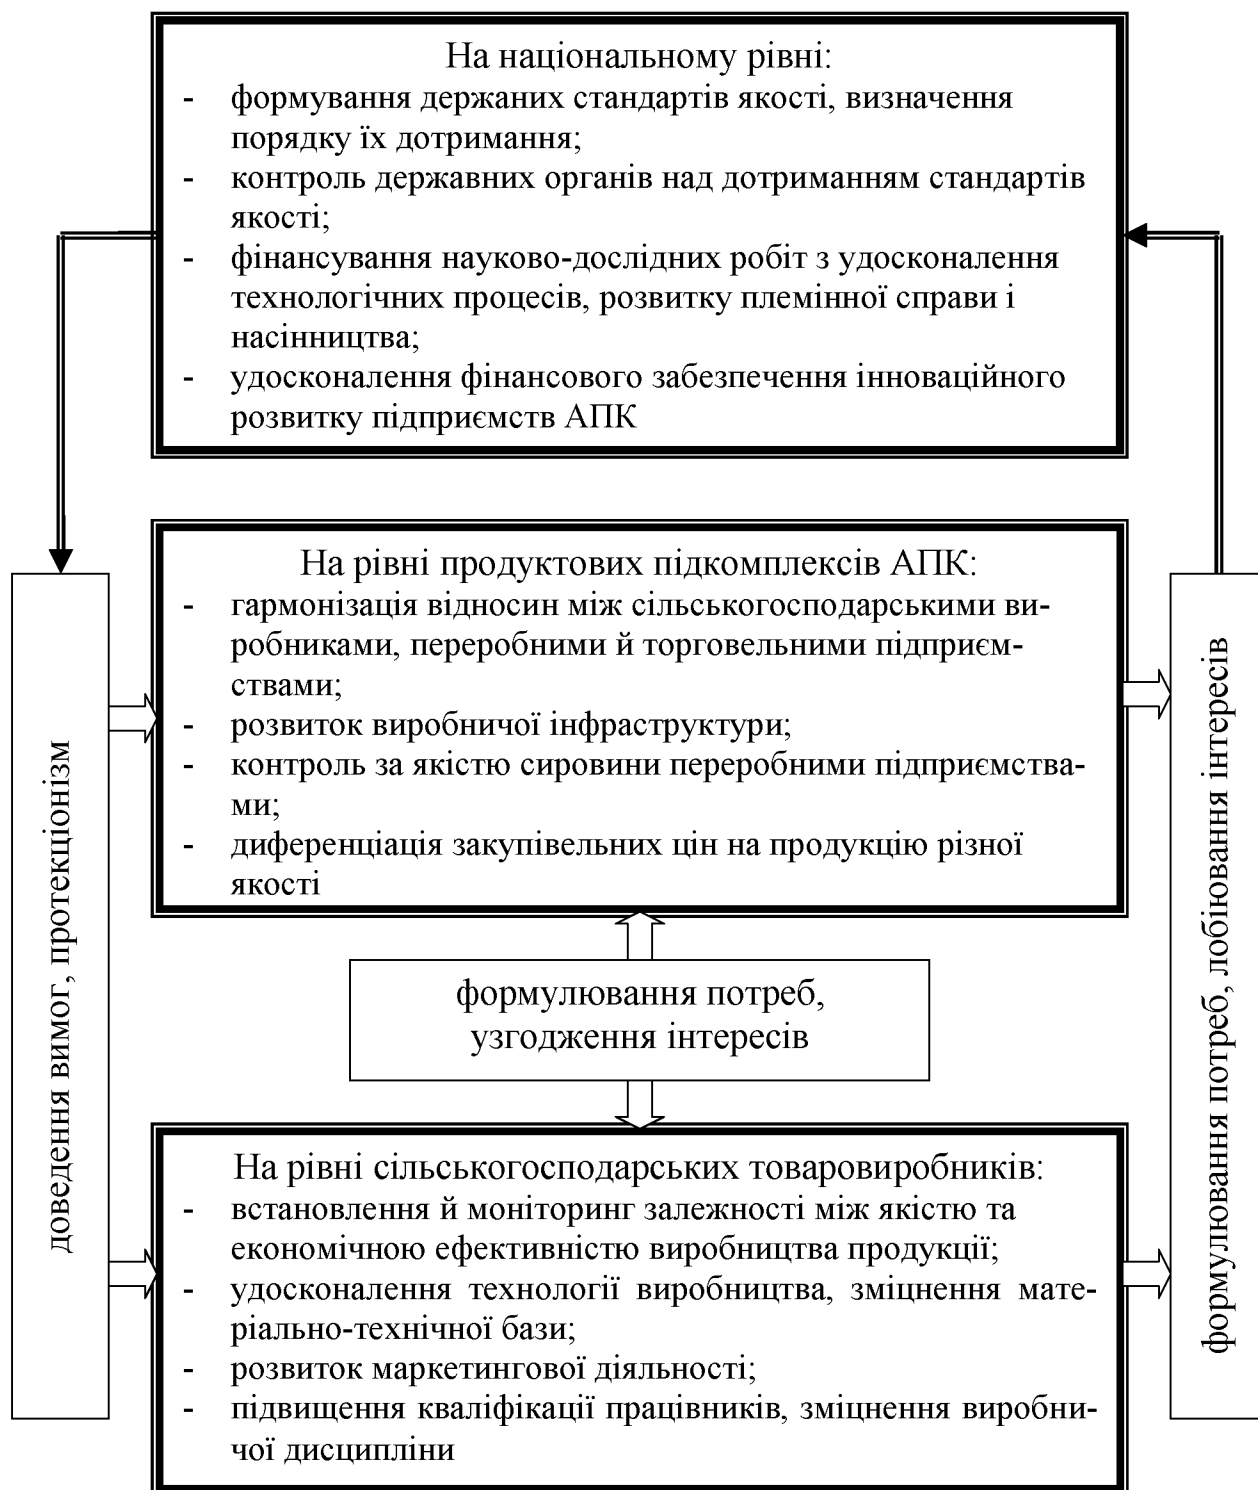 На національному рівні:
- формування держаних стандартів якості, визначення
порядку їх дотримання;
- контроль державних органів над дотриманням стандартів
якості;
- фінансування науково-дослідних робіт з удосконалення
технологічних процесів, розвитку племінної справи і
насінництва;
- удосконалення фінансового забезпечення інноваційного
розвитку підприємств АПК
доведення вимог, протекціонізм
На рівні продуктових підкомплексів АПК:
- гармонізація відносин між сільськогосподарськими ви-
робниками, переробними й торговельними підприєм-
ствами;
- розвиток виробничої інфраструктури;
- контроль за якістю сировини переробними підприємства-
ми;
- диференціація закупівельних цін на продукцію різної
якості
формулювання потреб,
узгодження інтересів
На рівні сільськогосподарських товаровиробників:
- встановлення й моніторинг залежності між якістю та
економічною ефективністю виробництва продукції;
- удосконалення технології виробництва, зміцнення мате-
ріально-технічної бази;
- розвиток маркетингової діяльності;
- підвищення кваліфікації працівників, зміцнення виробни-
чої дисципліни
формулювання потреб, лобіювання інтересів